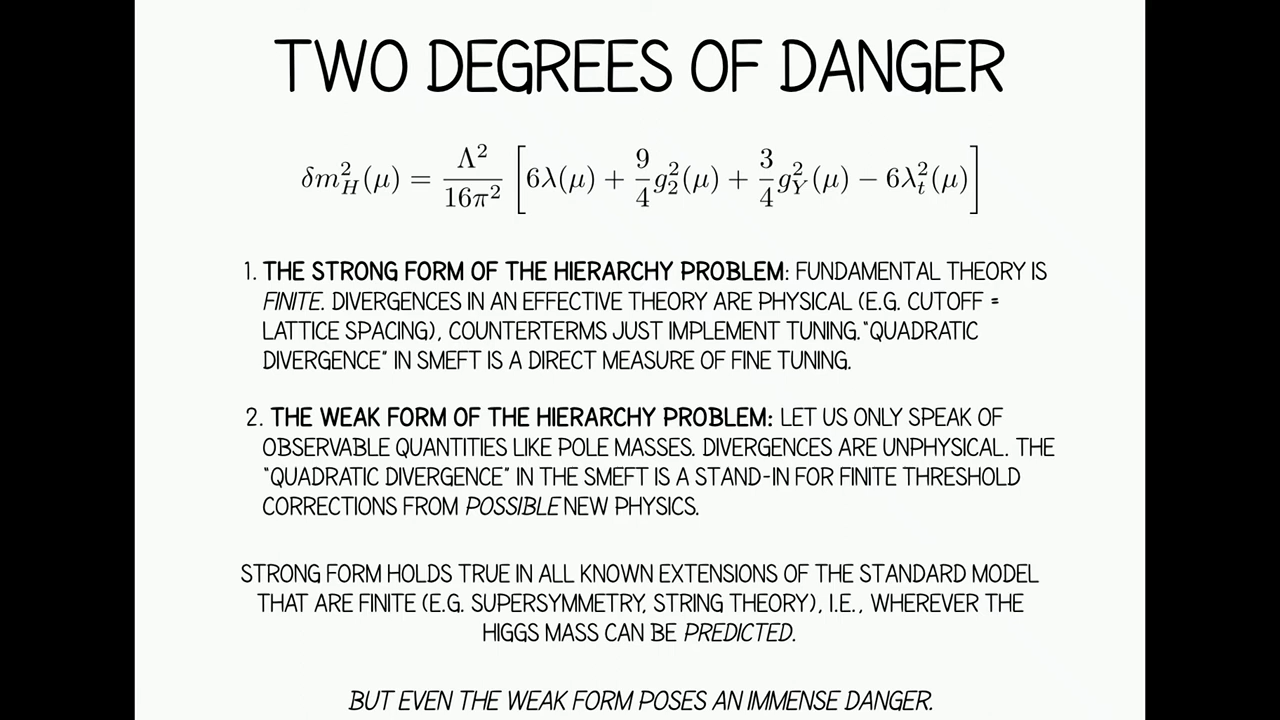 TWO DEGREES OF DANGER
δm²_H(μ) = Λ²/16π² [6λ(μ) + 9/4 g²_2(μ) + 3/4 g²_Y(μ) − 6λ²_t(μ)]
1. THE STRONG FORM OF THE HIERARCHY PROBLEM: FUNDAMENTAL THEORY IS
FINITE. DIVERGENCES IN AN EFFECTIVE THEORY ARE PHYSICAL (E.G. CUTOFF =
LATTICE SPACING), COUNTERTERMS JUST IMPLEMENT TUNING. "QUADRATIC
DIVERGENCE" IN SMEFT IS A DIRECT MEASURE OF FINE TUNING.
2. THE WEAK FORM OF THE HIERARCHY PROBLEM: LET US ONLY SPEAK OF
OBSERVABLE QUANTITIES LIKE POLE MASSES. DIVERGENCES ARE UNPHYSICAL. THE
"QUADRATIC DIVERGENCE" IN THE SMEFT IS A STAND-IN FOR FINITE THRESHOLD
CORRECTIONS FROM POSSIBLE NEW PHYSICS.
STRONG FORM HOLDS TRUE IN ALL KNOWN EXTENSIONS OF THE STANDARD MODEL
THAT ARE FINITE (E.G. SUPERSYMMETRY, STRING THEORY), I.E., WHEREVER THE
HIGGS MASS CAN BE PREDICTED.
BUT EVEN THE WEAK FORM POSES AN IMMENSE DANGER.